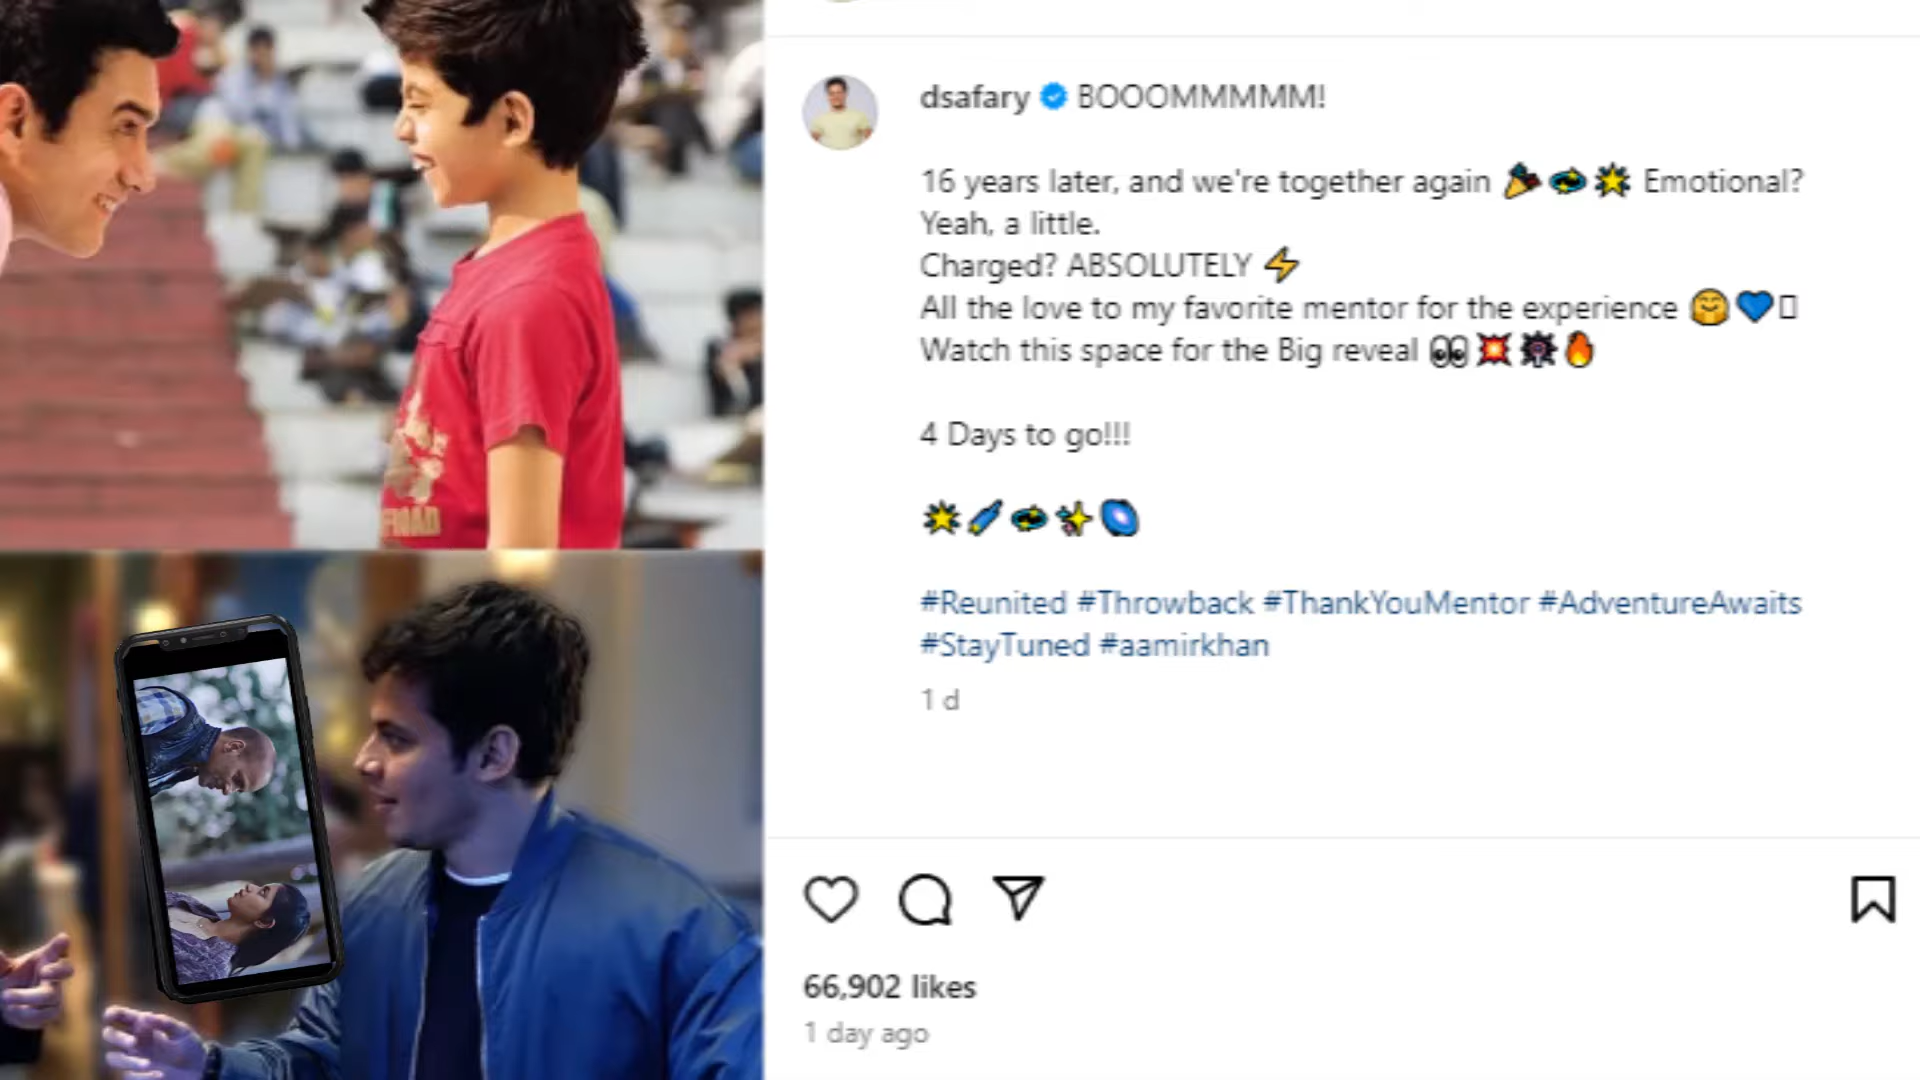 dsafary BOOOMMMMM!
16 years later, and we're together again 🎉💫🌟 Emotional?
Yeah, a little.
Charged? ABSOLUTELY ⚡
All the love to my favorite mentor for the experience 🤗💙
Watch this space for the Big reveal 👀💥🎆🔥
4 Days to go!!!
🌟☄️💫✨🌌
#Reunited #Throwback #ThankYouMentor #AdventureAwaits
#StayTuned #aamirkhan
1 d
66,902 likes
1 day ago